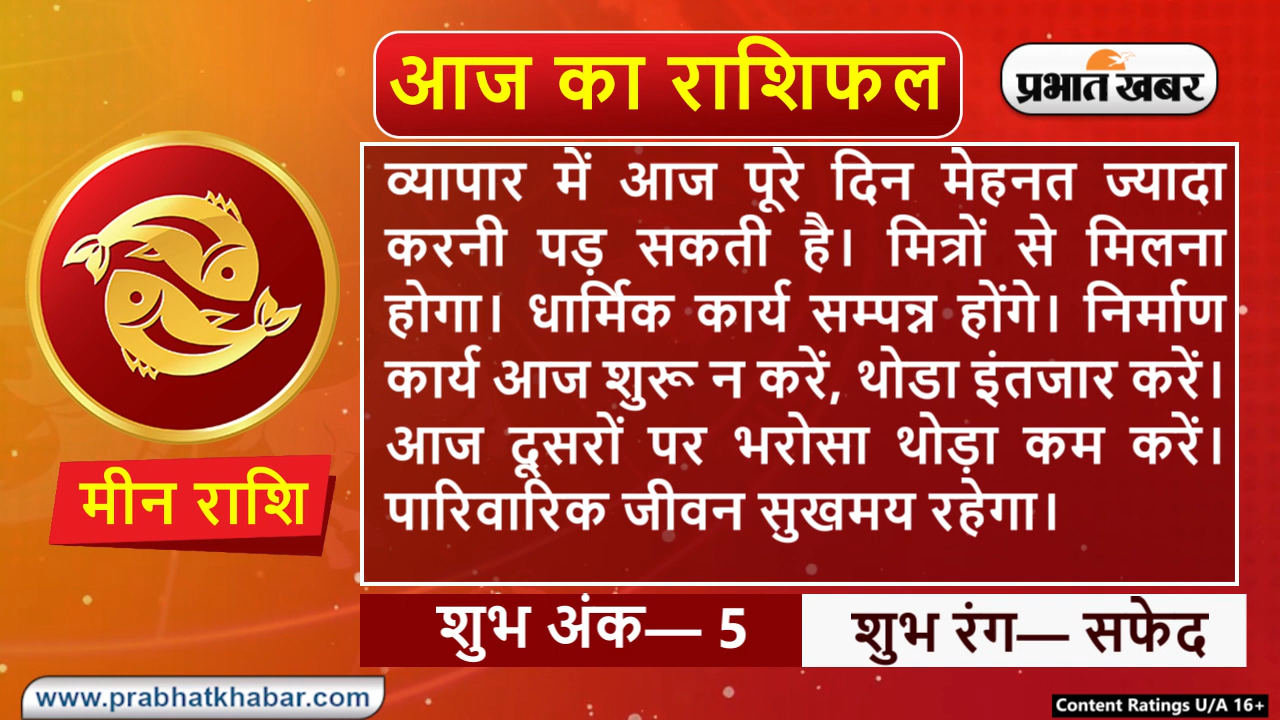 आज का राशिफल
प्रभात खबर
व्यापार में आज पूरे दिन मेहनत ज्यादा
करनी पड़ सकती है। मित्रों से मिलना
होगा। धार्मिक कार्य सम्पन्न होंगे। निर्माण
कार्य आज शुरू न करें, थोडा इंतजार करें।
आज दूसरों पर भरोसा थोड़ा कम करें।
पारिवारिक जीवन सुखमय रहेगा।
मीन राशि
शुभ अंक— 5
शुभ रंग— सफेद
www.prabhatkhabar.com
Content Ratings U/A 16+